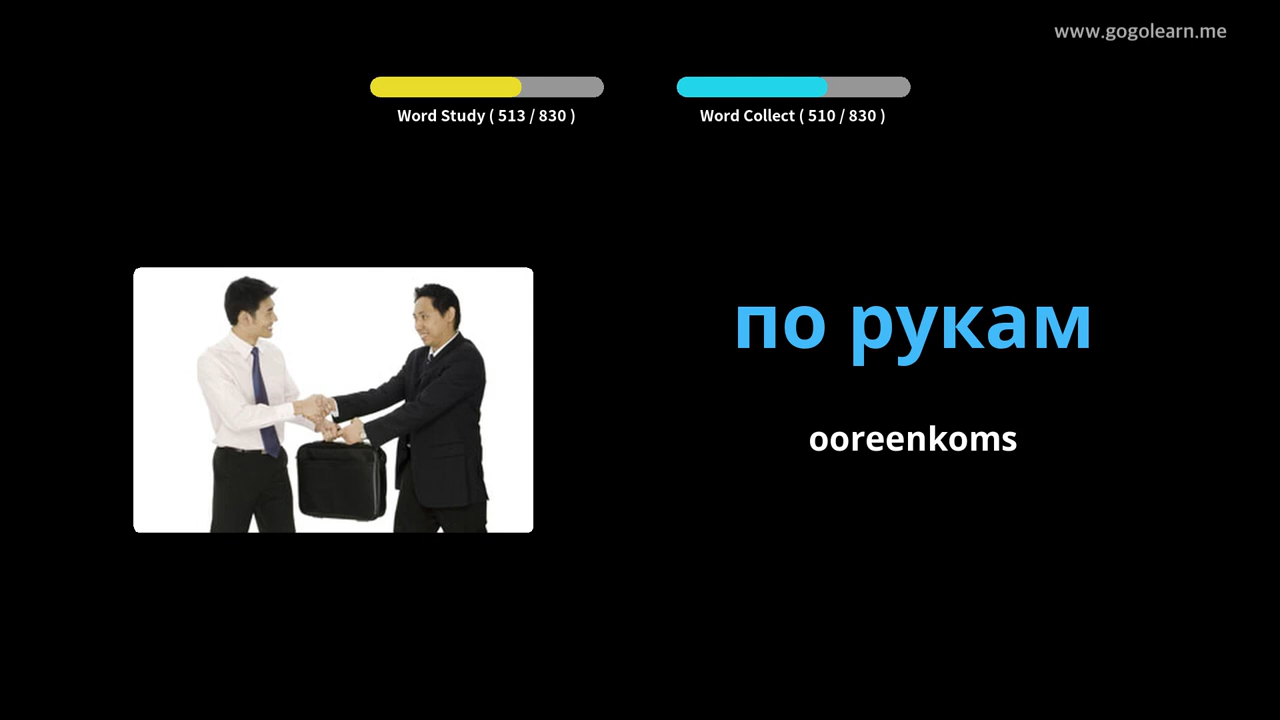 www.gogolearn.me
Word Study ( 513 / 830 )
Word Collect ( 510 / 830 )
по рукам
ooreenkoms